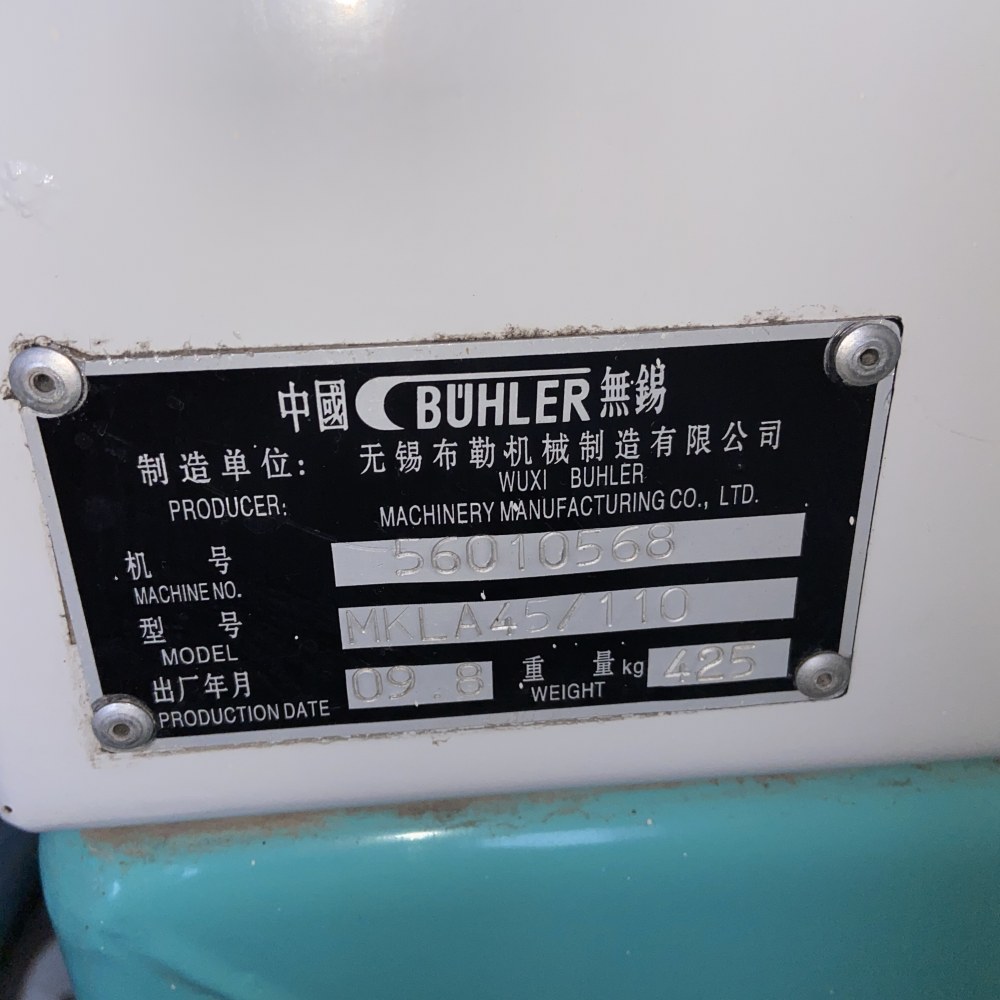 中國 BÜHLER 無錫
制造单位: 无锡布勒机械制造有限公司
WUXI BUHLER
PRODUCER: MACHINERY MANUFACTURING CO., LTD.
机 号 56010568
MACHINE NO.
型 号 MKLA45/110
MODEL
出厂年月 09.8 重 量 kg 425
PRODUCTION DATE WEIGHT